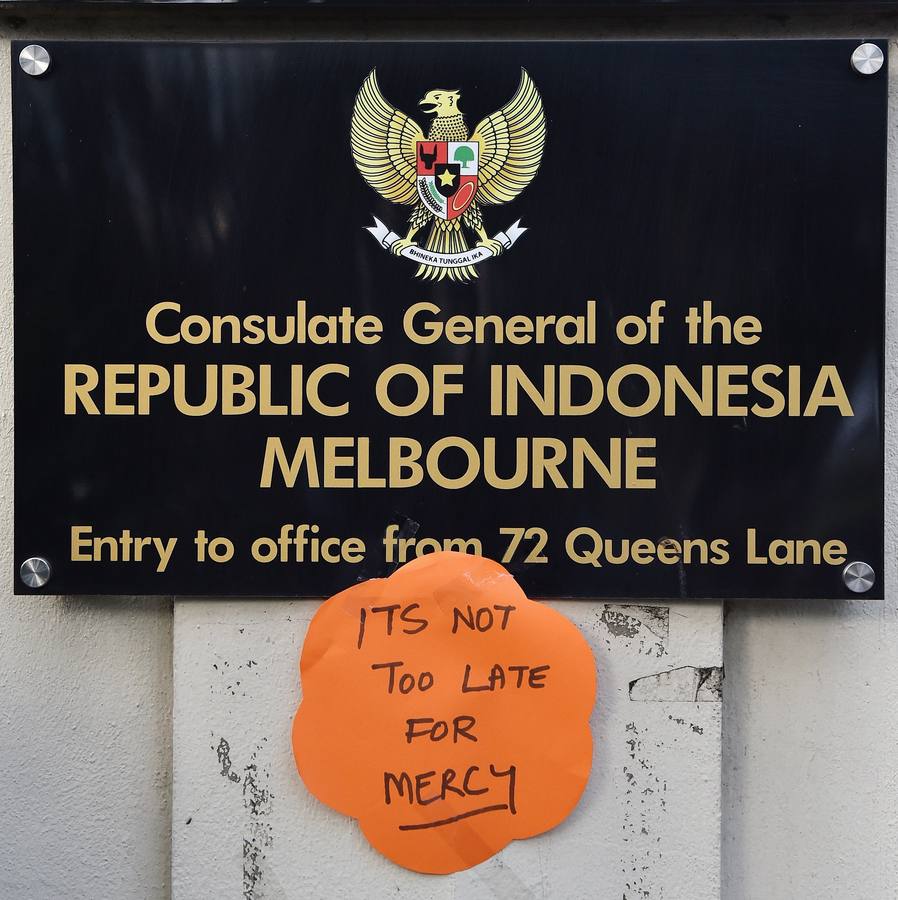 BHINEKA TUNGGAL IKA
Consulate General of the
REPUBLIC OF INDONESIA
MELBOURNE
Entry to office from 72 Queens Lane
ITS NOT
TOO LATE
FOR
MERCY